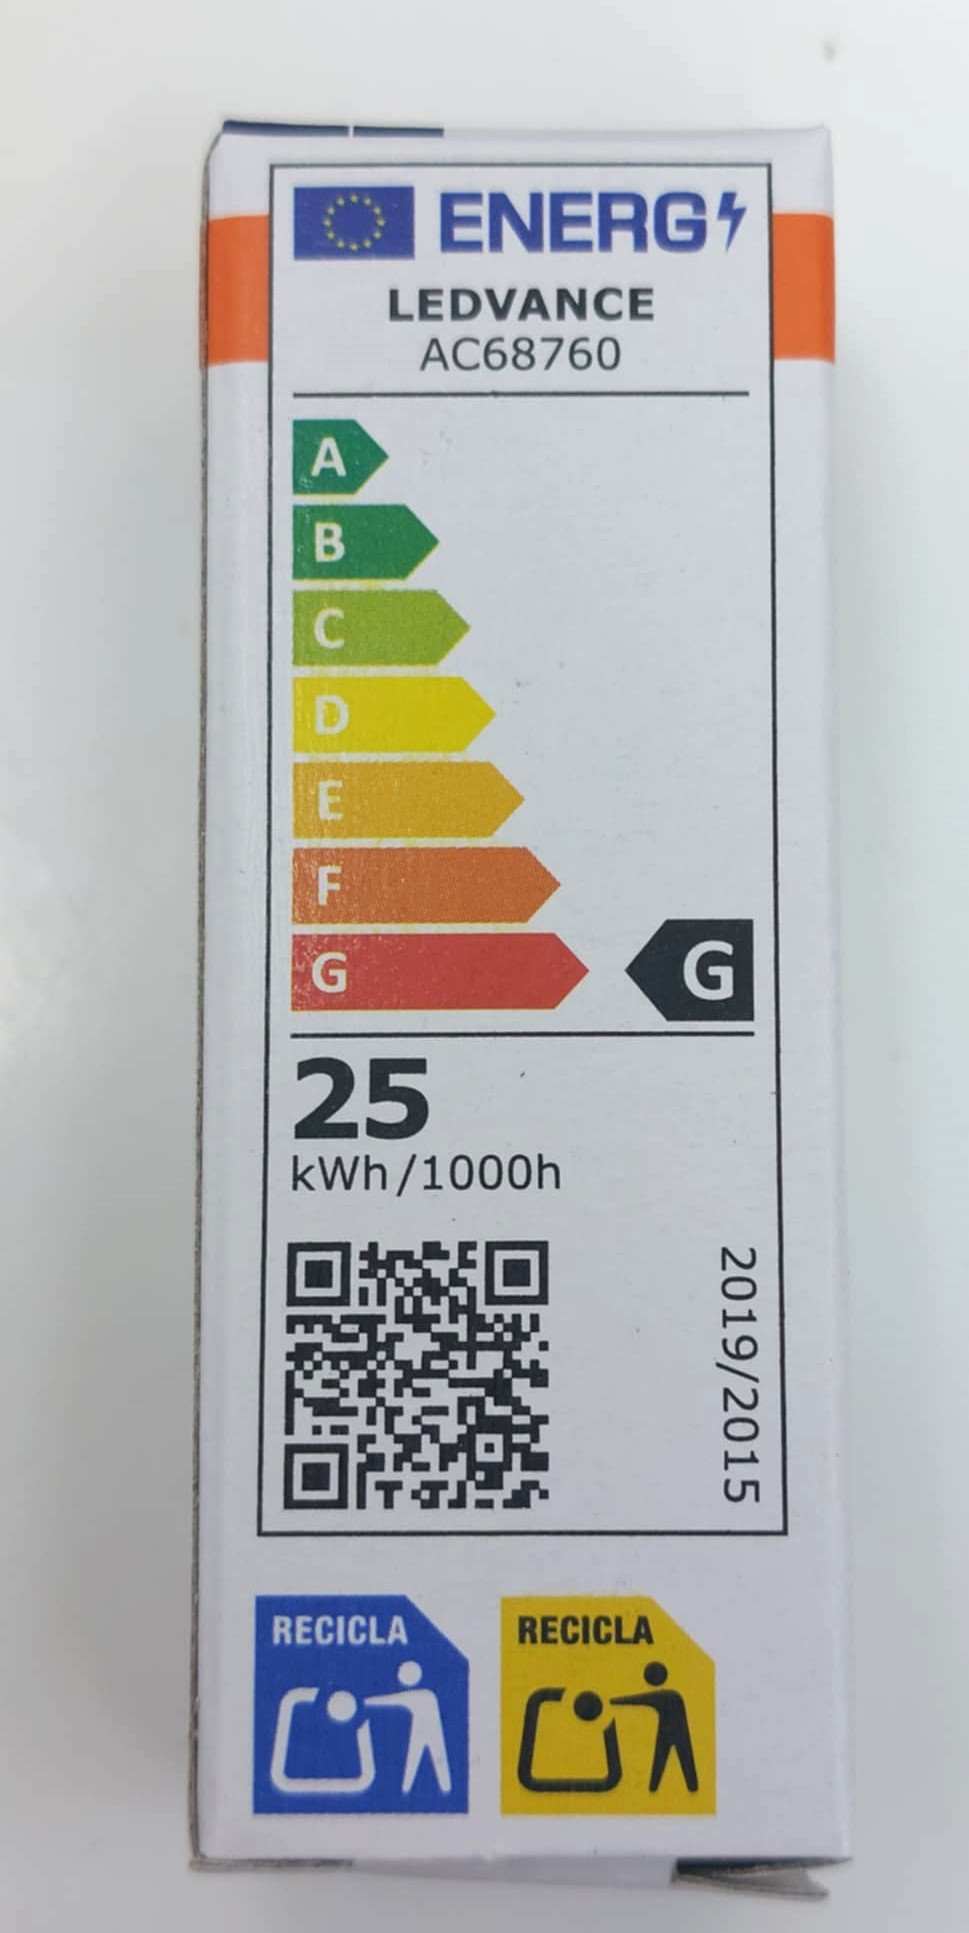 ENERG
LEDVANCE
AC68760
A
B
C
D
E
F
G
G
25
kWh/1000h
2019/2015
RECICLA
RECICLA